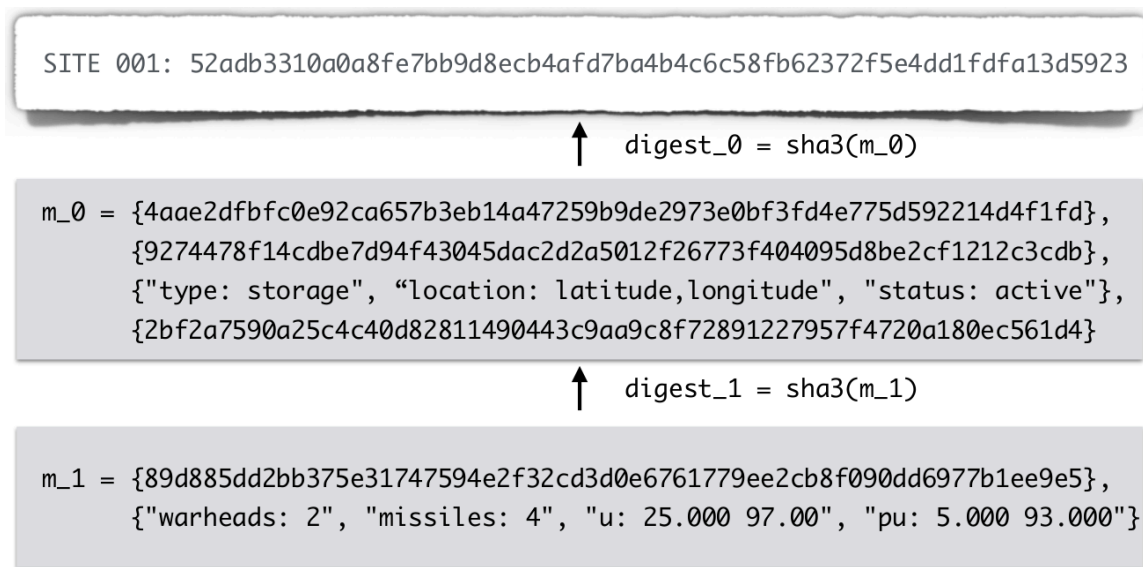 SITE 001: 52adb3310a0a8fe7bb9d8ecb4afd7ba4b4c6c58fb62372f5e4dd1fdfa13d5923
digest_0 = sha3(m_0)
m_0 = {4aae2dfbfc0e92ca657b3eb14a47259b9de2973e0bf3fd4e775d592214d4f1fd},
{9274478f14cdbe7d94f43045dac2d2a5012f26773f404095d8be2cf1212c3cdb},
{"type: storage", “location: latitude,longitude", "status: active"},
{2bf2a7590a25c4c40d82811490443c9aa9c8f72891227957f4720a180ec561d4}
digest_1 = sha3(m_1)
m_1 = {89d885dd2bb375e31747594e2f32cd3d0e6761779ee2cb8f090dd6977b1ee9e5},
{"warheads: 2", "missiles: 4", "u: 25.000 97.00", "pu: 5.000 93.000"}